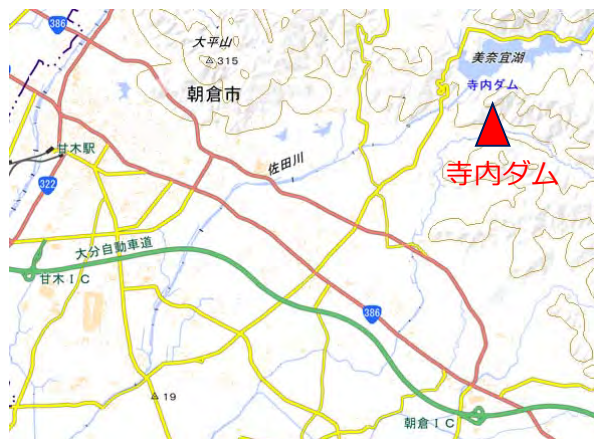 386
大平山
315
美奈宜湖
寺内ダム
朝倉市
寺内ダム
甘木駅
佐田川
322
大分自動車道
甘木IC
386
19
朝倉IC